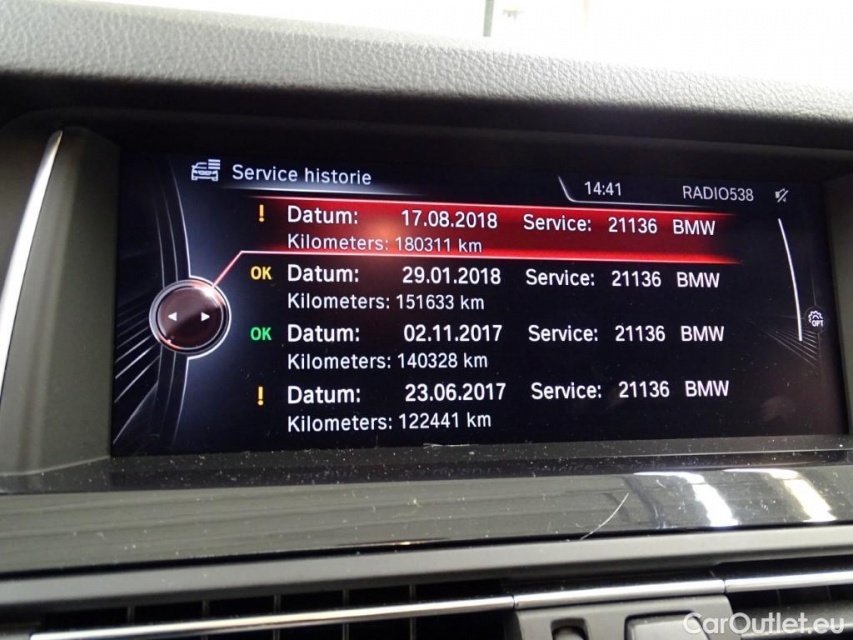 Service historie
14:41
RADIO538
! Datum: 17.08.2018 Service: 21136 BMW
Kilometers: 180311 km
OK Datum: 29.01.2018 Service: 21136 BMW
Kilometers: 151633 km
OK Datum: 02.11.2017 Service: 21136 BMW
Kilometers: 140328 km
! Datum: 23.06.2017 Service: 21136 BMW
Kilometers: 122441 km
OPT
CarOutlet.eu